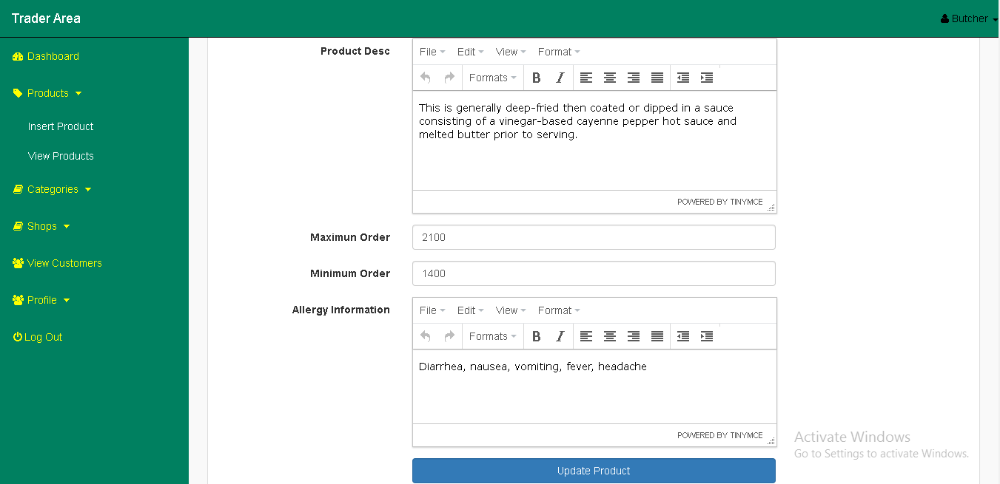 Trader Area
Butcher
Dashboard
Products
Insert Product
View Products
Categories
Shops
View Customers
Profile
Log Out
Product Desc
File Edit View Format
Formats B I
This is generally deep-fried then coated or dipped in a sauce
consisting of a vinegar-based cayenne pepper hot sauce and
melted butter prior to serving.
POWERED BY TINYMCE
Maximun Order
2100
Minimum Order
1400
Allergy Information
File Edit View Format
Formats B I
Diarrhea, nausea, vomiting, fever, headache
POWERED BY TINYMCE
Update Product
Activate Windows
Go to Settings to activate Windows.